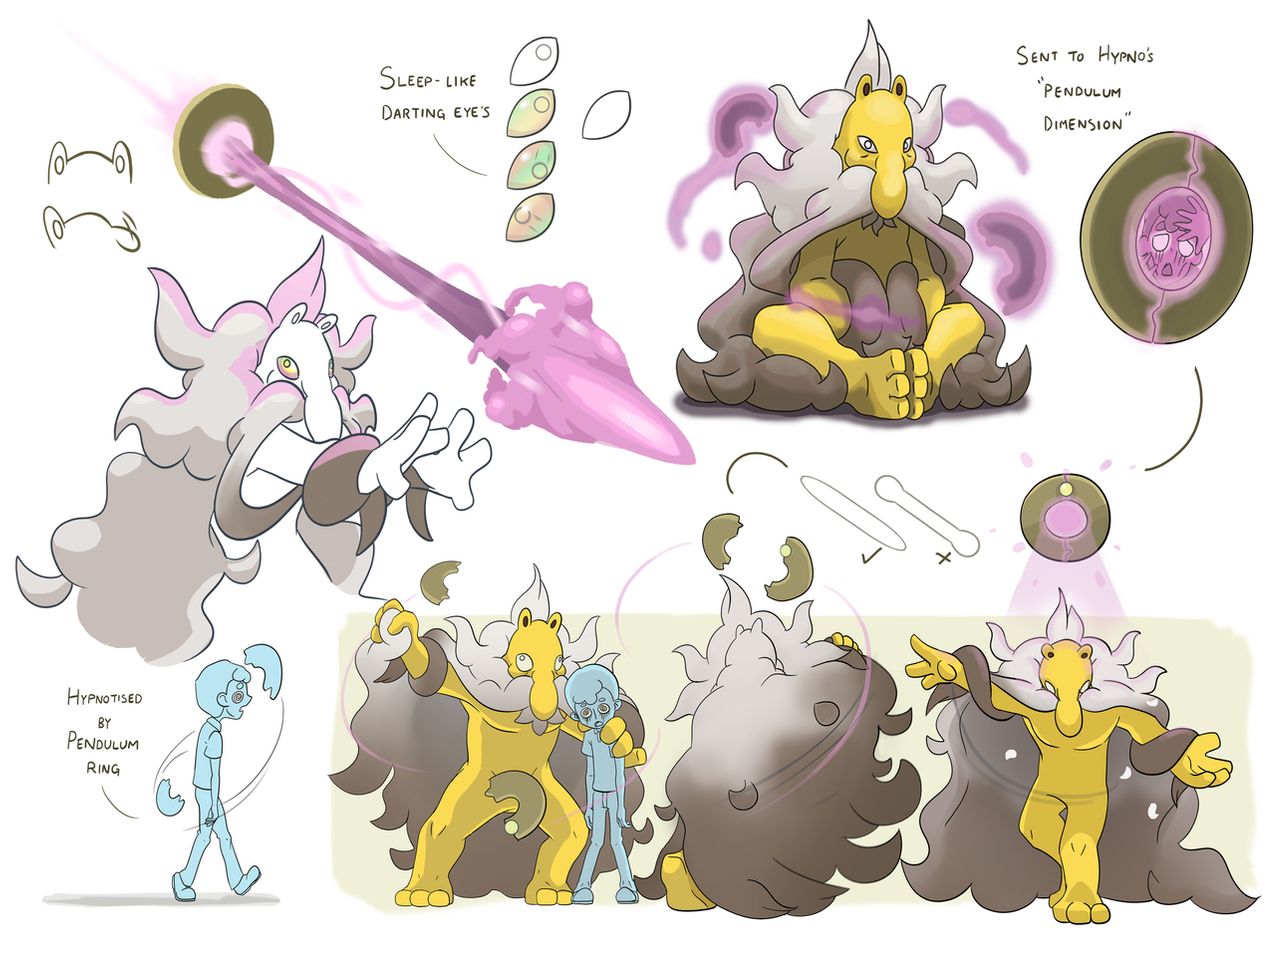 SLEEP-LIKE
DARTING EYE'S
SENT TO HYPNO'S
"PENDULUM
DIMENSION"
HYPNOTISED
BY
PENDULUM
RING